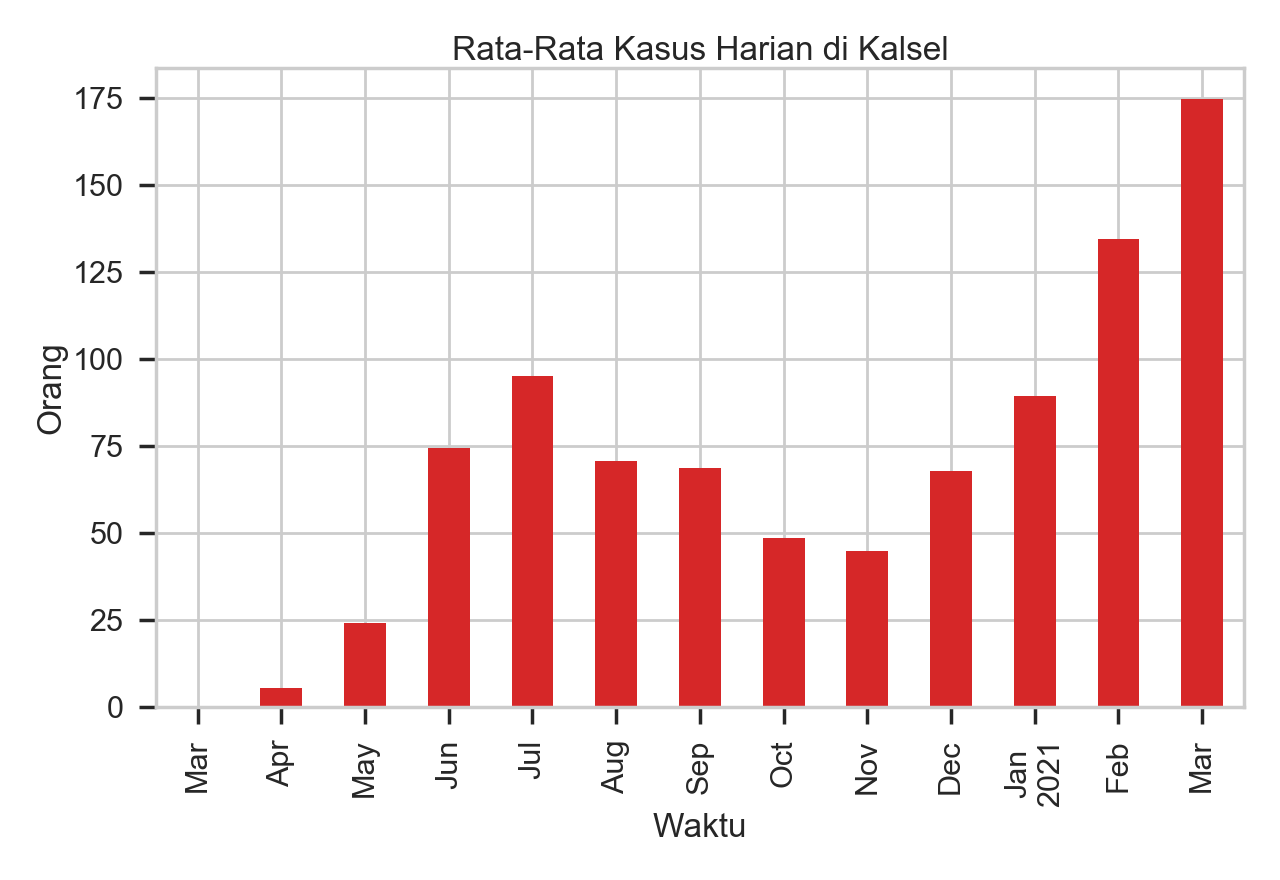 Rata-Rata Kasus Harian di Kalsel
175
150
125
100
75
50
25
0
Orang
Mar
Apr
May
Jun
Jul
Aug
Sep
Oct
Nov
Dec
Jan
2021
Feb
Mar
Waktu